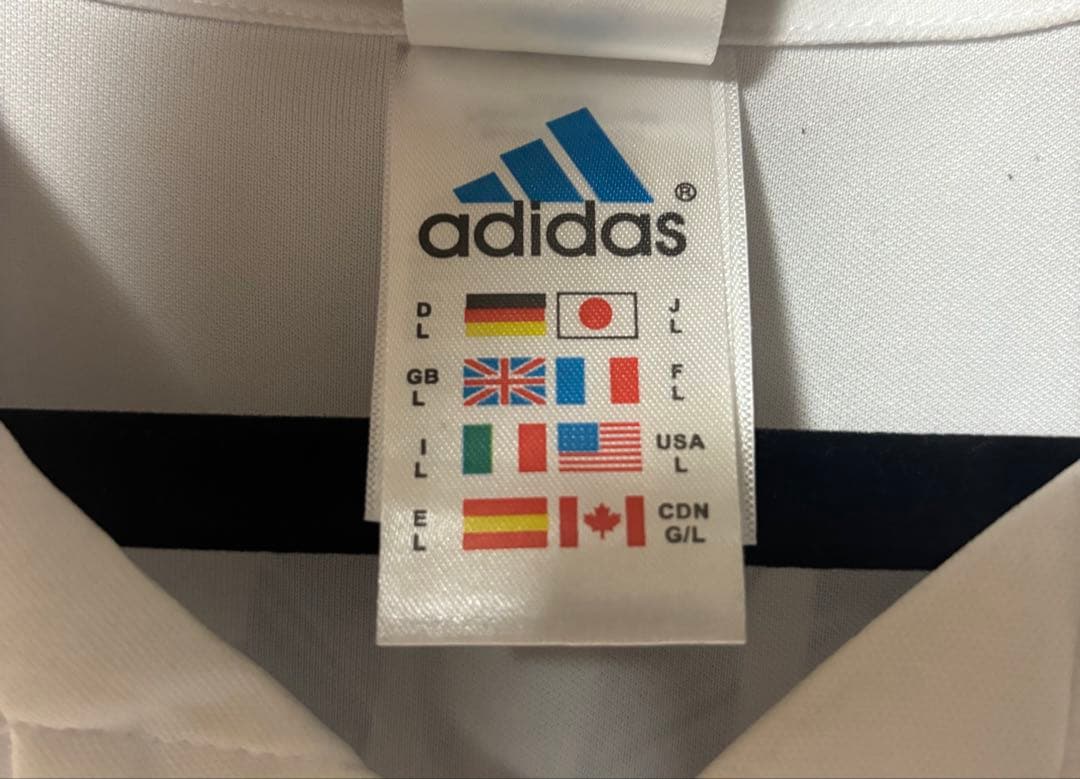 adidas®
D J
L L
GB F
L L
I USA
L L
E CDN
L G/L